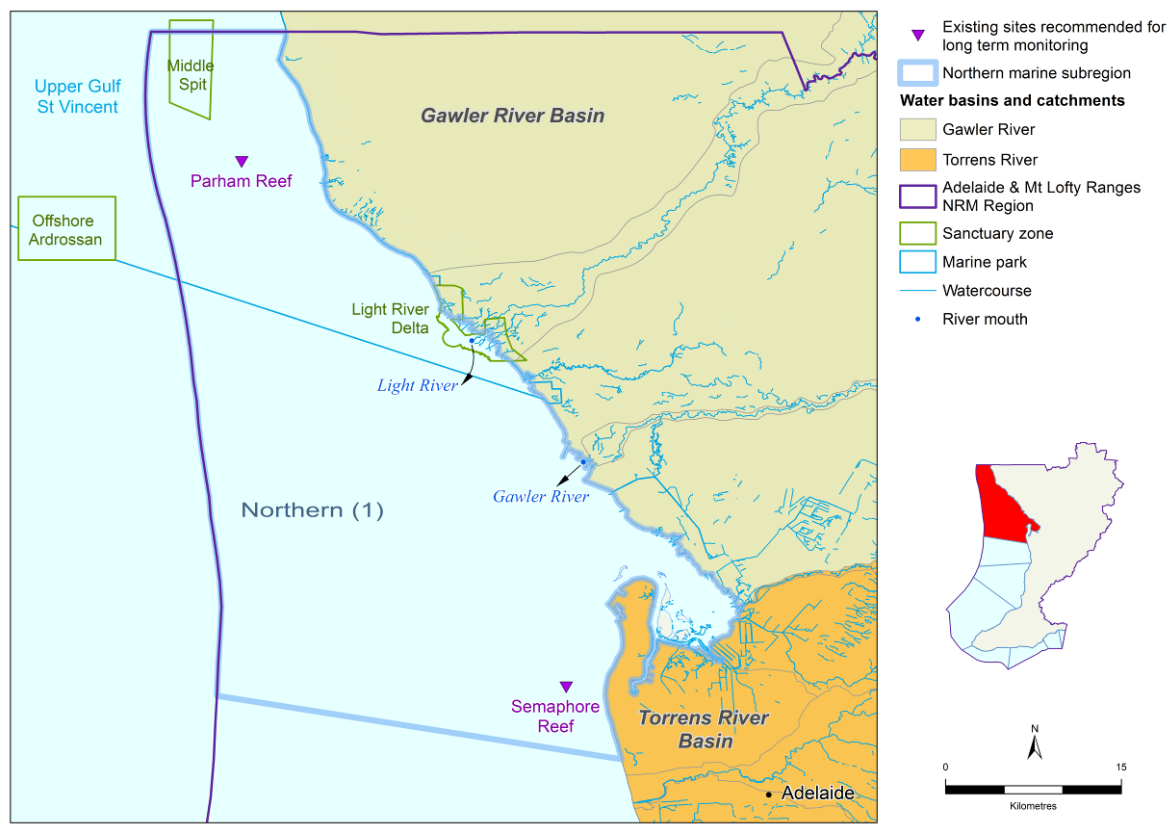 Middle
Spit
Upper Gulf
St Vincent
Gawler River Basin
Parham Reef
Offshore
Ardrossan
Light River
Delta
Light River
Gawler River
Northern (1)
Semaphore
Reef
Torrens River
Basin
Adelaide
Existing sites recommended for
long term monitoring
Northern marine subregion
Water basins and catchments
Gawler River
Torrens River
Adelaide & Mt Lofty Ranges
NRM Region
Sanctuary zone
Marine park
Watercourse
River mouth
N
0 15
Kilometres